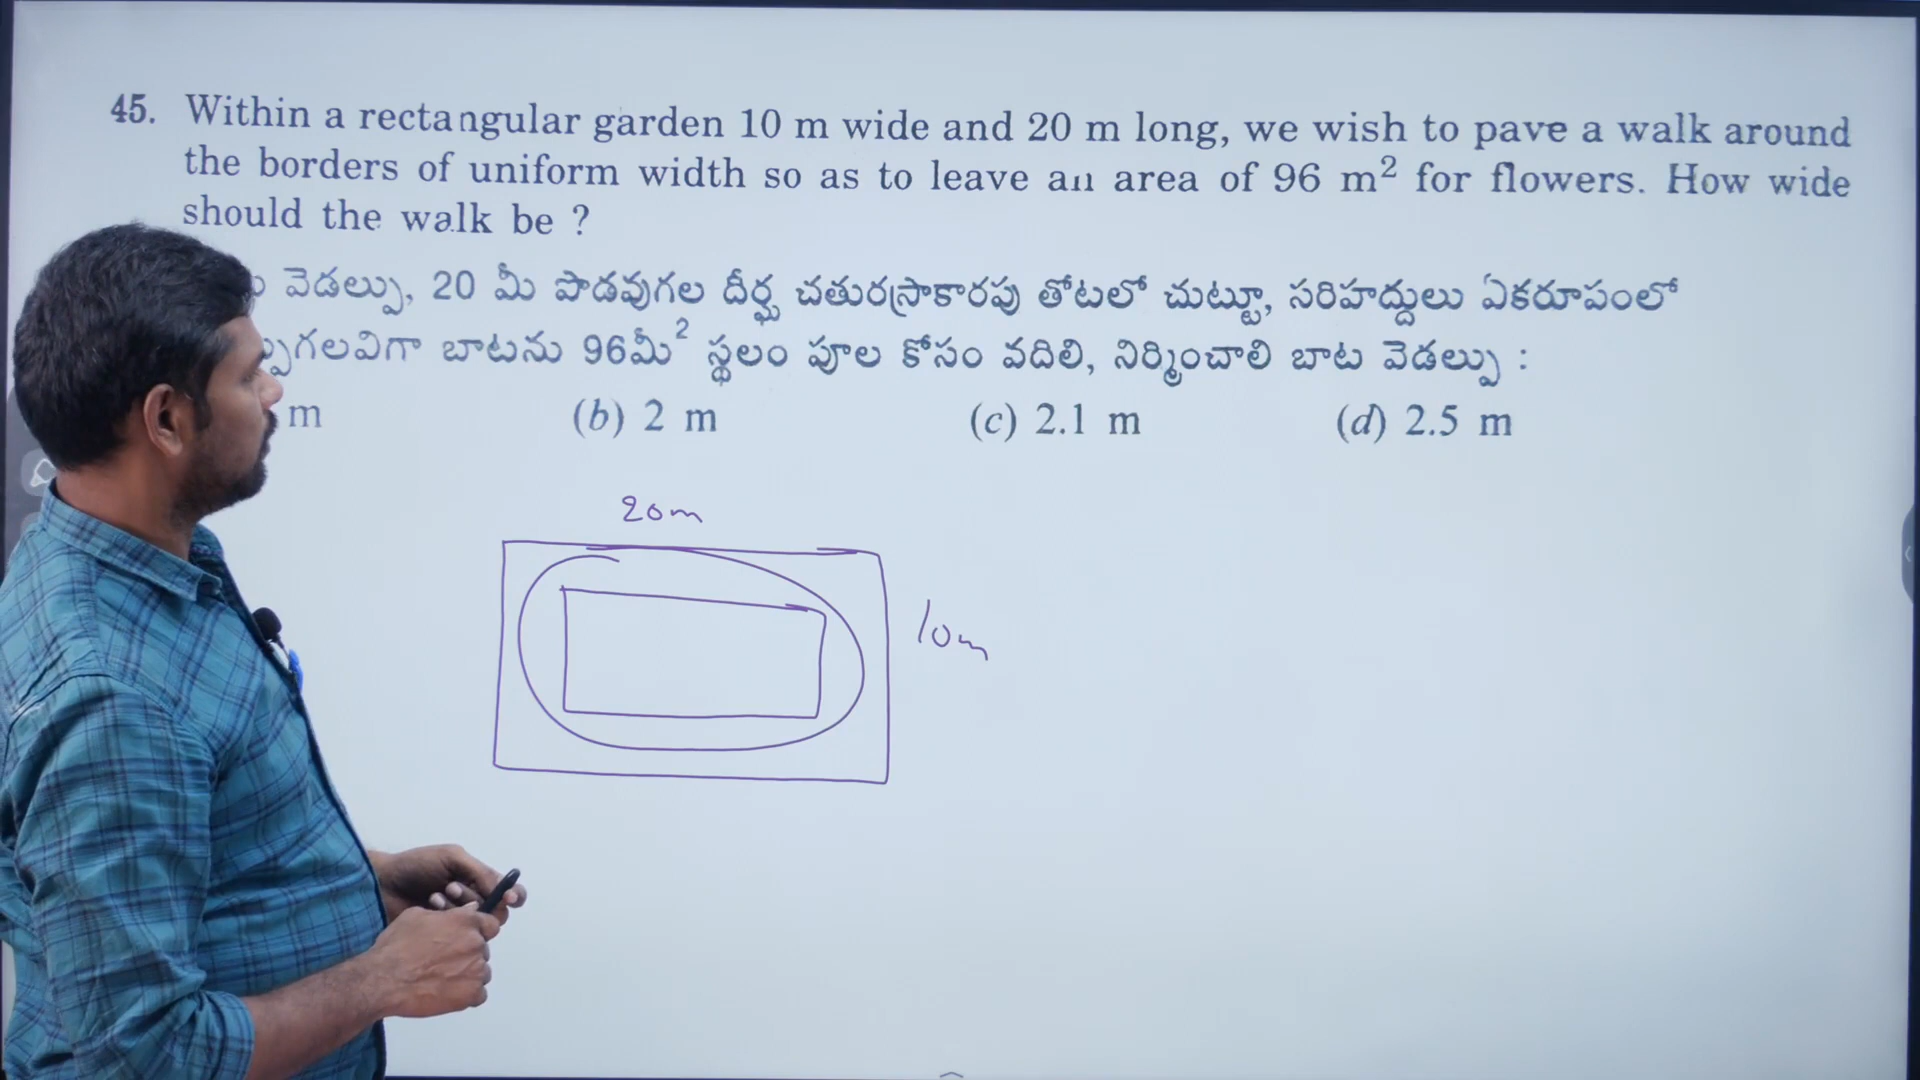 45. Within a rectangular garden 10 m wide and 20 m long, we wish to pave a walk around
the borders of uniform width so as to leave an area of 96 m² for flowers. How wide
should the walk be ?
వెడల్పు, 20 మీ పొడవుగల దీర్ఘ చతురస్రాకారపు తోటలో చుట్టూ, సరిహద్దులు ఏకరూపంలో
బాటను 96మీ² స్థలం పూల కోసం వదిలి, నిర్మించాలి బాట వెడల్పు :
m (b) 2 m (c) 2.1 m (d) 2.5 m
20m
10m